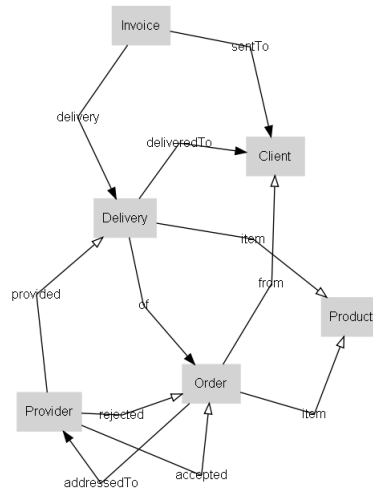 Invoice
sentTo
delivery
deliveredTo
Client
Delivery
item
from
provided
of
Product
Order
Provider
rejected
item
accepted
addressedTo